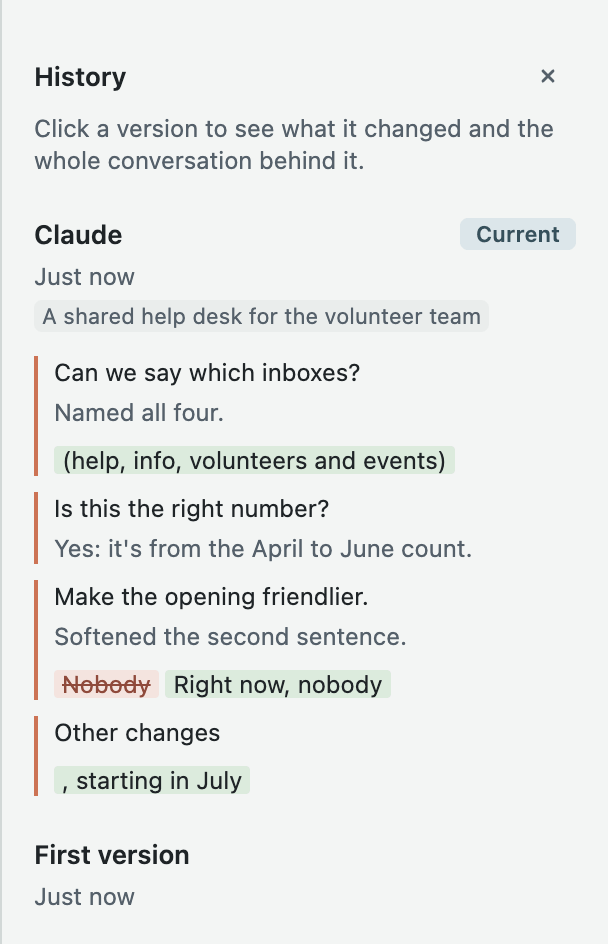 History
×
Click a version to see what it changed and the
whole conversation behind it.
Claude
Current
Just now
A shared help desk for the volunteer team
Can we say which inboxes?
Named all four.
(help, info, volunteers and events)
Is this the right number?
Yes: it's from the April to June count.
Make the opening friendlier.
Softened the second sentence.
Nobody Right now, nobody
Other changes
, starting in July
First version
Just now